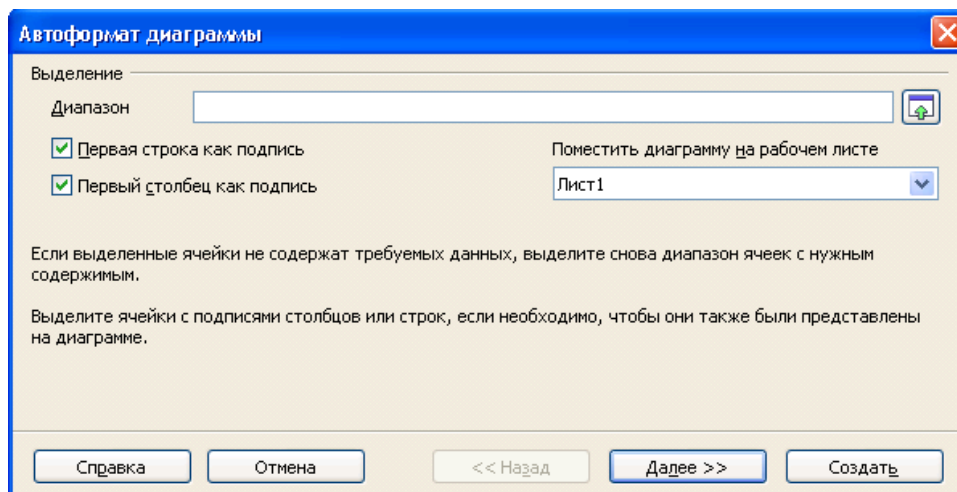 Автоформат диаграммы
Выделение
Диапазон
Первая строка как подпись
Поместить диаграмму на рабочем листе
Первый столбец как подпись
Лист1
Если выделенные ячейки не содержат требуемых данных, выделите снова диапазон ячеек с нужным
содержимым.
Выделите ячейки с подписями столбцов или строк, если необходимо, чтобы они также были представлены
на диаграмме.
Справка
Отмена
<< Назад
Далее >>
Создать